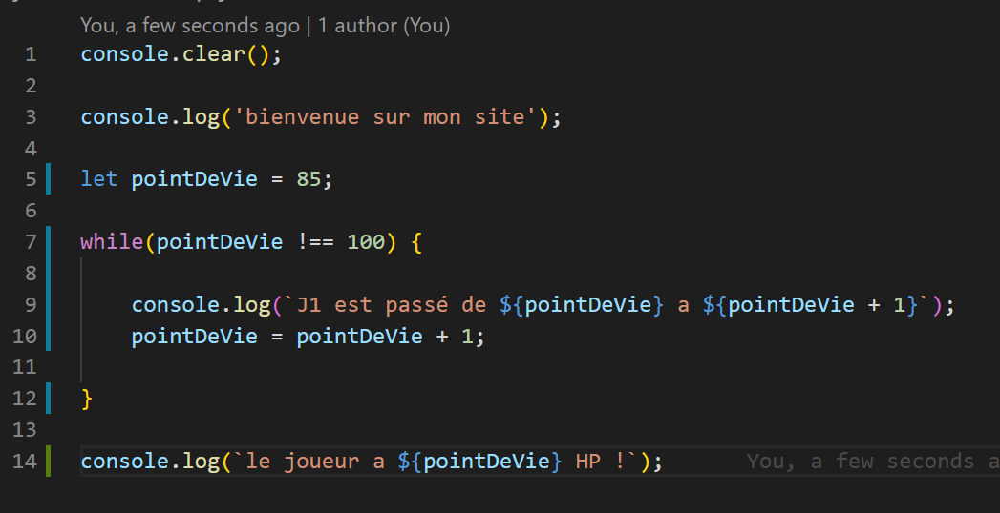 You, a few seconds ago | 1 author (You)
1 console.clear();
2
3 console.log('bienvenue sur mon site');
4
5 let pointDeVie = 85;
6
7 while(pointDeVie !== 100) {
8
9 console.log(`J1 est passé de ${pointDeVie} a ${pointDeVie + 1}`);
10 pointDeVie = pointDeVie + 1;
11
12 }
13
14 console.log(`le joueur a ${pointDeVie} HP !`); You, a few seconds a